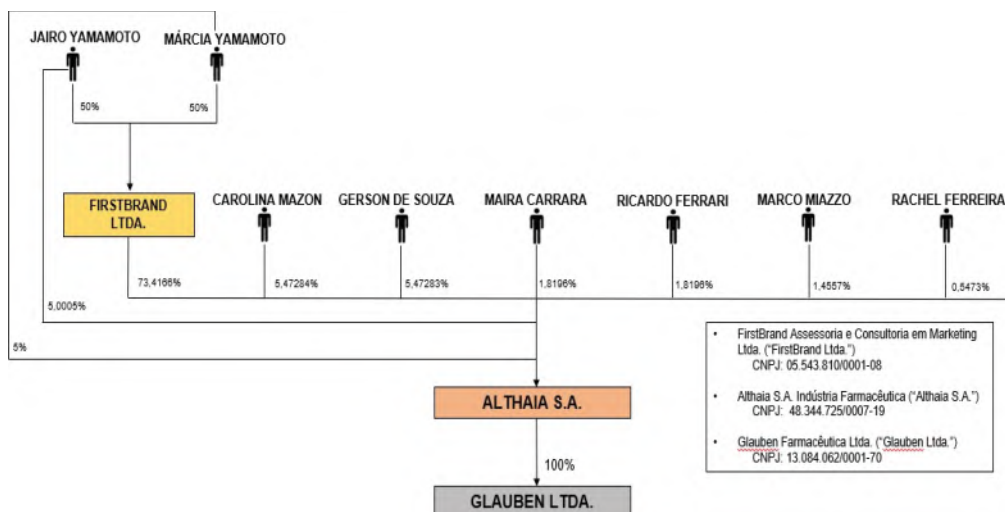 JAIRO YAMAMOTO
MÁRCIA YAMAMOTO
50%
50%
FIRSTBRAND
LTDA.
CAROLINA MAZON
GERSON DE SOUZA
MAIRA CARRARA
RICARDO FERRARI
MARCO MIAZZO
RACHEL FERREIRA
73,4166%
5,47284%
5,47283%
1,8196%
1,8196%
1,4557%
0,5473%
5,0005%
5%
• FirstBrand Assessoria e Consultoria em Marketing
Ltda. ("FirstBrand Ltda.")
CNPJ: 05.543.810/0001-08
• Althaia S.A. Indústria Farmacêutica ("Althaia S.A.")
CNPJ: 48.344.725/0007-19
• Glauben Farmacêutica Ltda. ("Glauben Ltda.")
CNPJ: 13.084.062/0001-70
ALTHAIA S.A.
100%
GLAUBEN LTDA.